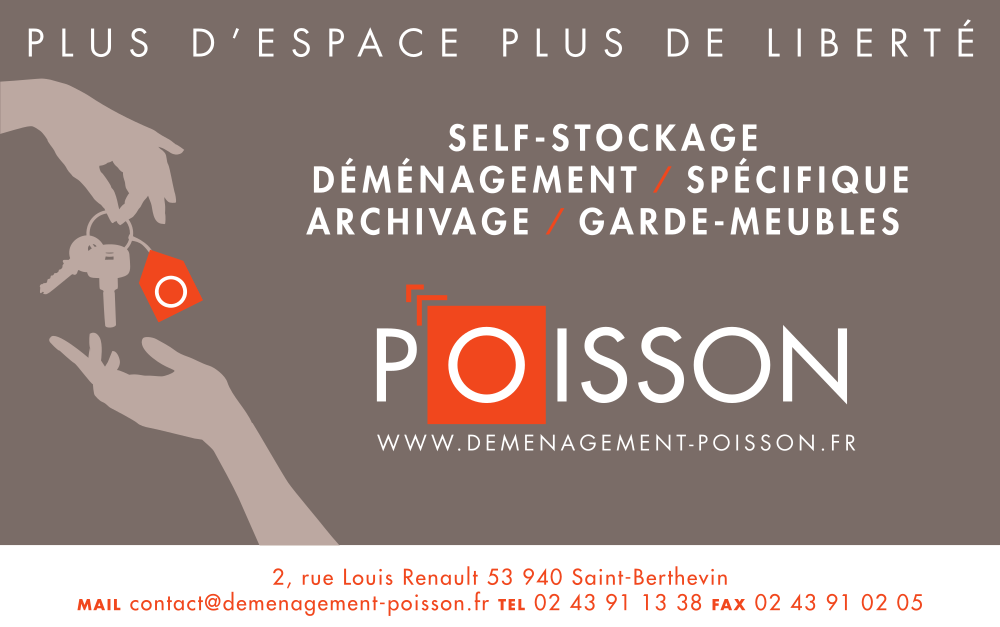 PLUS D'ESPACE PLUS DE LIBERTÉ
SELF-STOCKAGE
DÉMÉNAGEMENT / SPÉCIFIQUE
ARCHIVAGE / GARDE-MEUBLES
O
POISSON
WWW.DEMENAGEMENT-POISSON.FR
2, rue Louis Renault 53 940 Saint-Berthevin
MAIL contact@demenagement-poisson.fr TEL 02 43 91 13 38 FAX 02 43 91 02 05